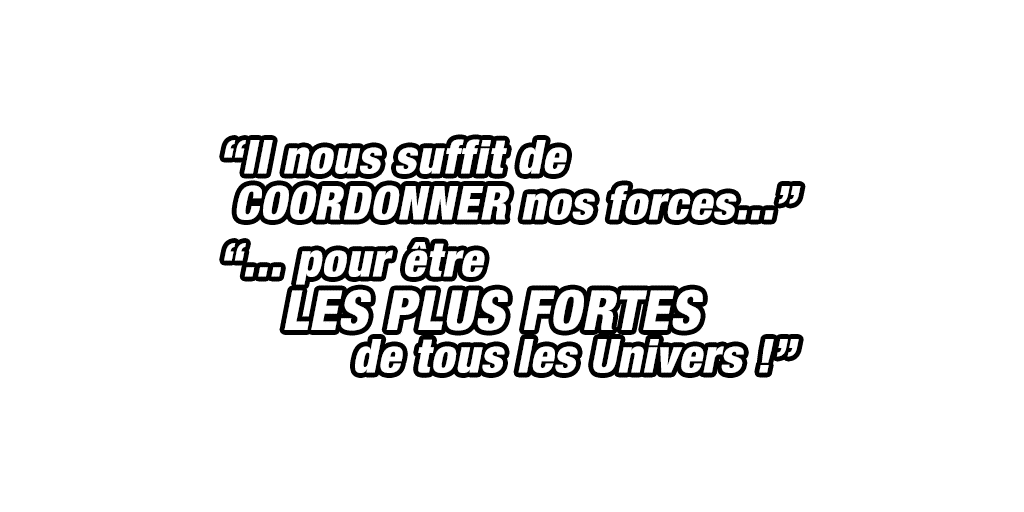 “Il nous suffit de
COORDONNER nos forces...”
“... pour être
LES PLUS FORTES
de tous les Univers !”